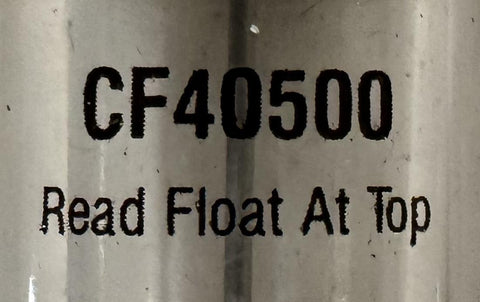 CF40500
Read Float At Top